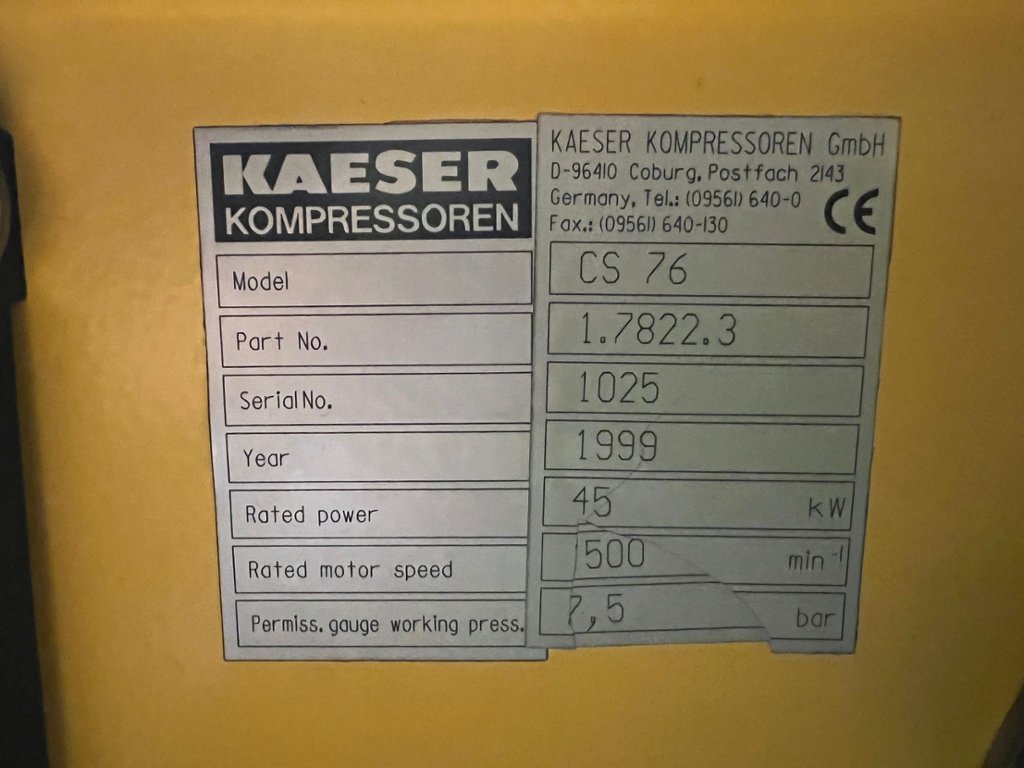 KAESER
KOMPRESSOREN
KAESER KOMPRESSOREN GmbH
D-96410 Coburg, Postfach 2143
Germany, Tel.: (09561) 640-0
Fax.: (09561) 640-130
CE
Model CS 76
Part No. 1.7822.3
Serial No. 1025
Year 1999
Rated power 45 kW
Rated motor speed 500 min⁻¹
Permiss. gauge working press. 7,5 bar